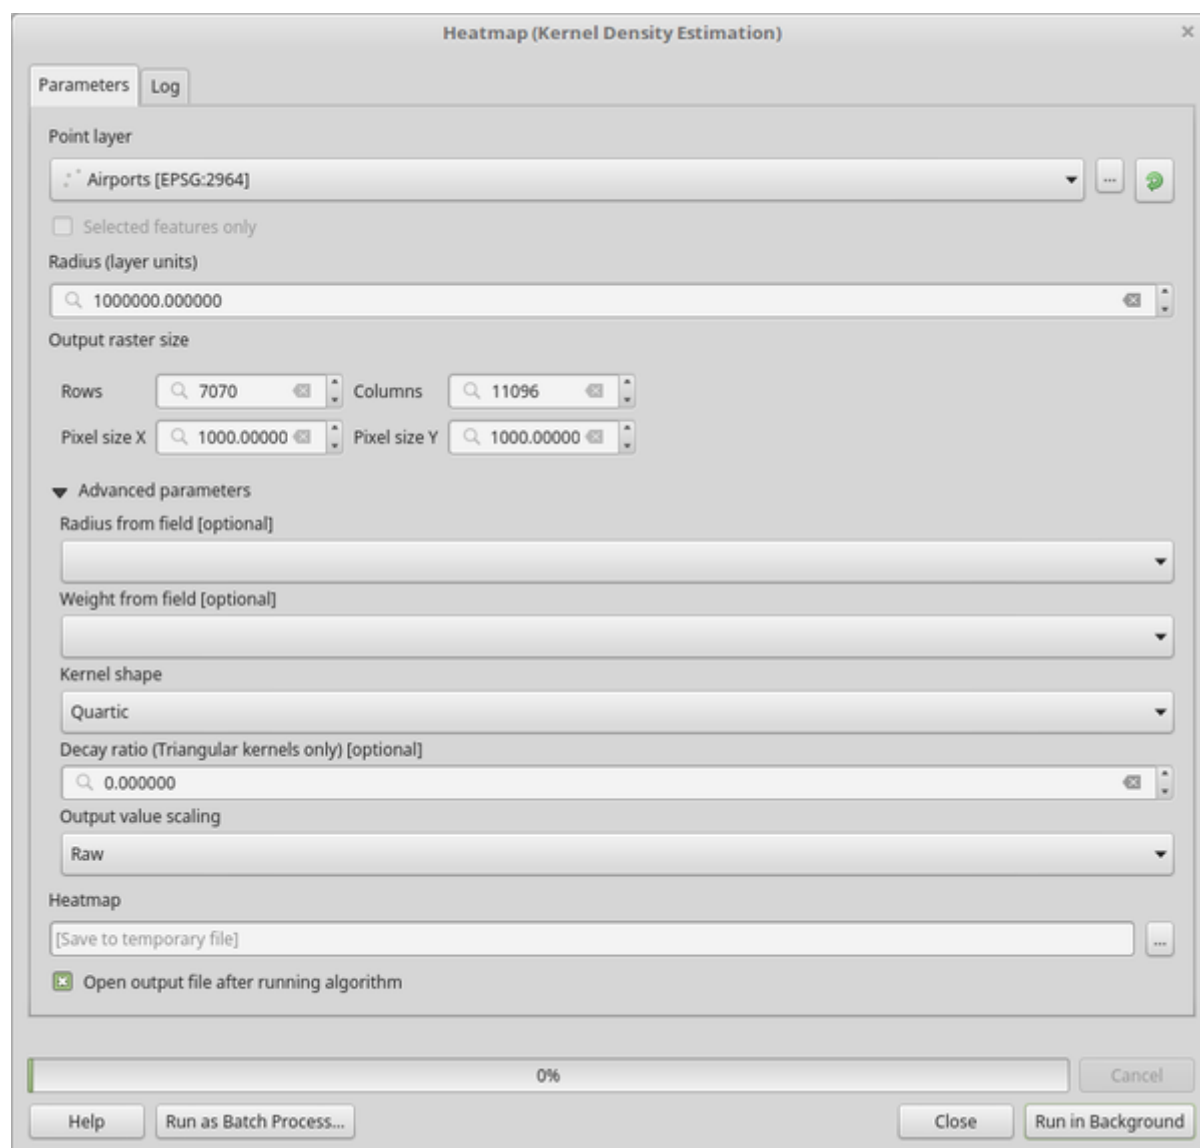 Heatmap (Kernel Density Estimation)
Parameters Log
Point layer
Airports [EPSG:2964] ...
Selected features only
Radius (layer units)
1000000.000000
Output raster size
Rows 7070 Columns 11096
Pixel size X 1000.00000 Pixel size Y 1000.00000
Advanced parameters
Radius from field [optional]
Weight from field [optional]
Kernel shape
Quartic
Decay ratio (Triangular kernels only) [optional]
0.000000
Output value scaling
Raw
Heatmap
[Save to temporary file] ...
Open output file after running algorithm
0% Cancel
Help Run as Batch Process... Close Run in Background